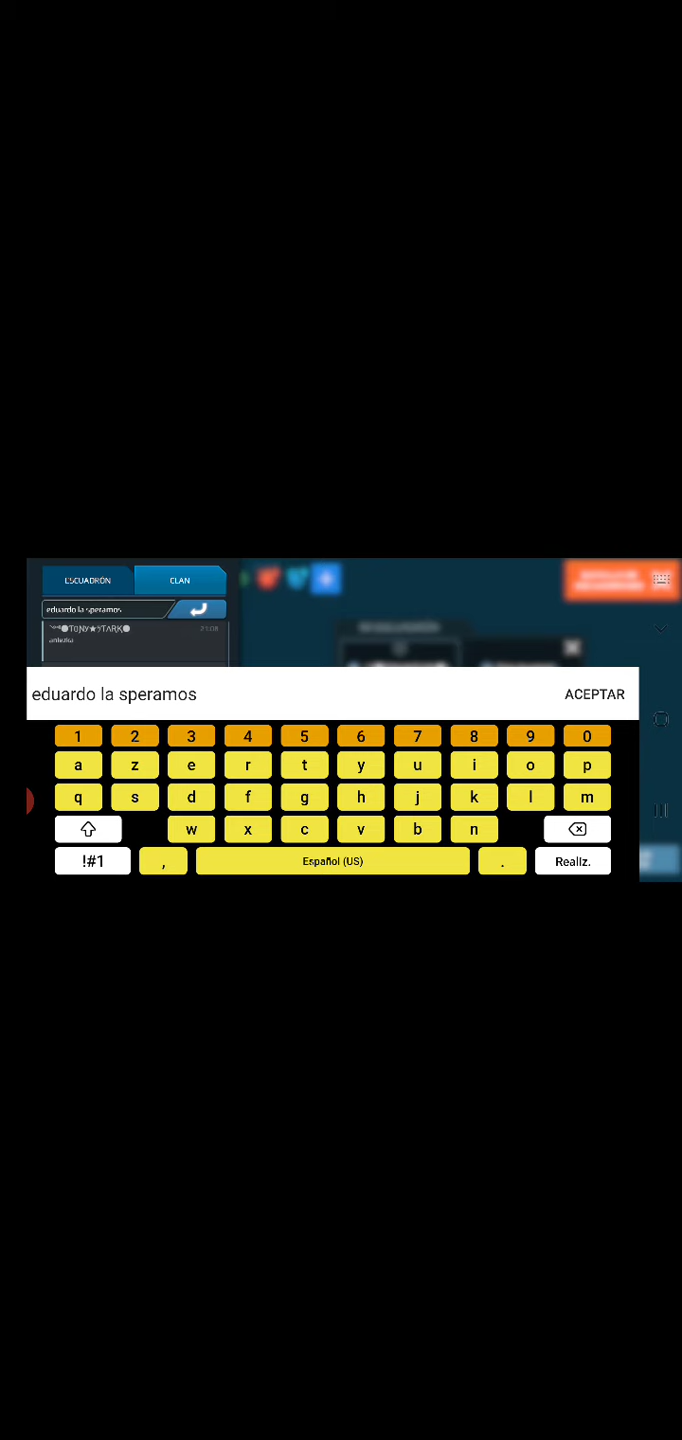 ESCUADRÓN CLAN
eduardo la speramos
●TQNY★STARK● 21:08
eduardo la speramos ACEPTAR
1 2 3 4 5 6 7 8 9 0
a z e r t y u i o p
q s d f g h j k l m
w x c v b n
!#1 , Español (US) . Realiz.